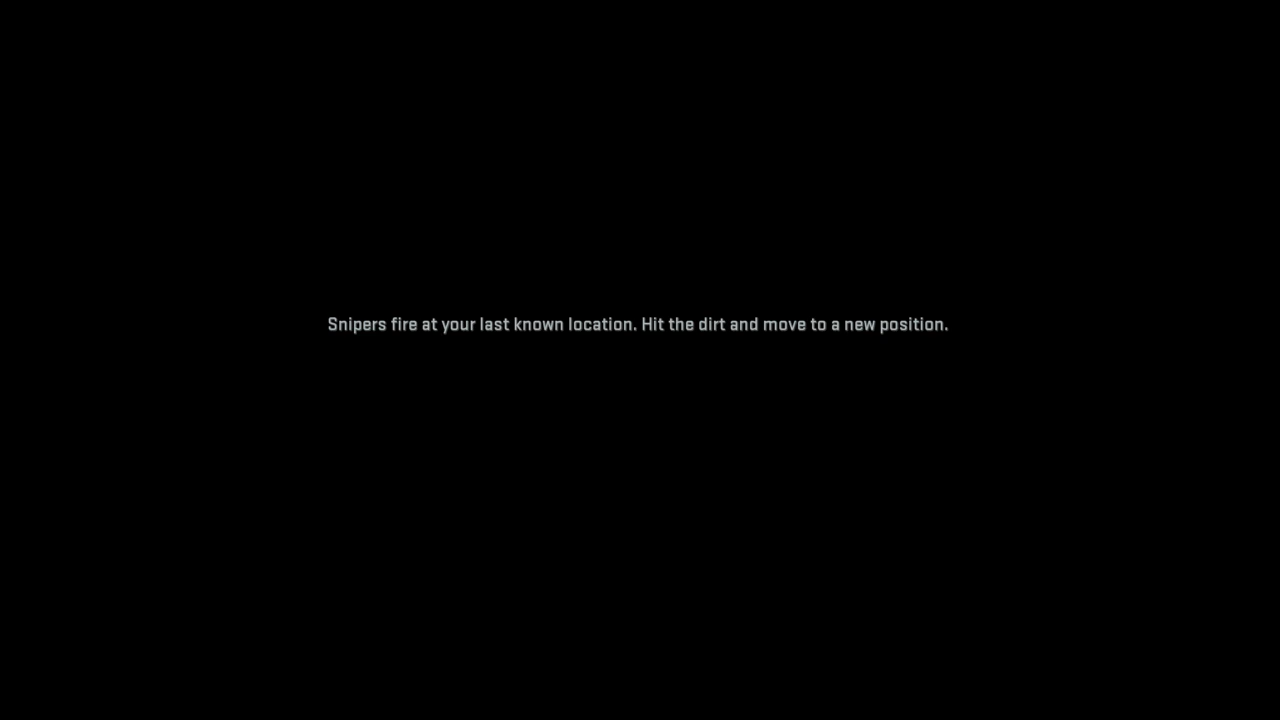 Snipers fire at your last known location. Hit the dirt and move to a new position.